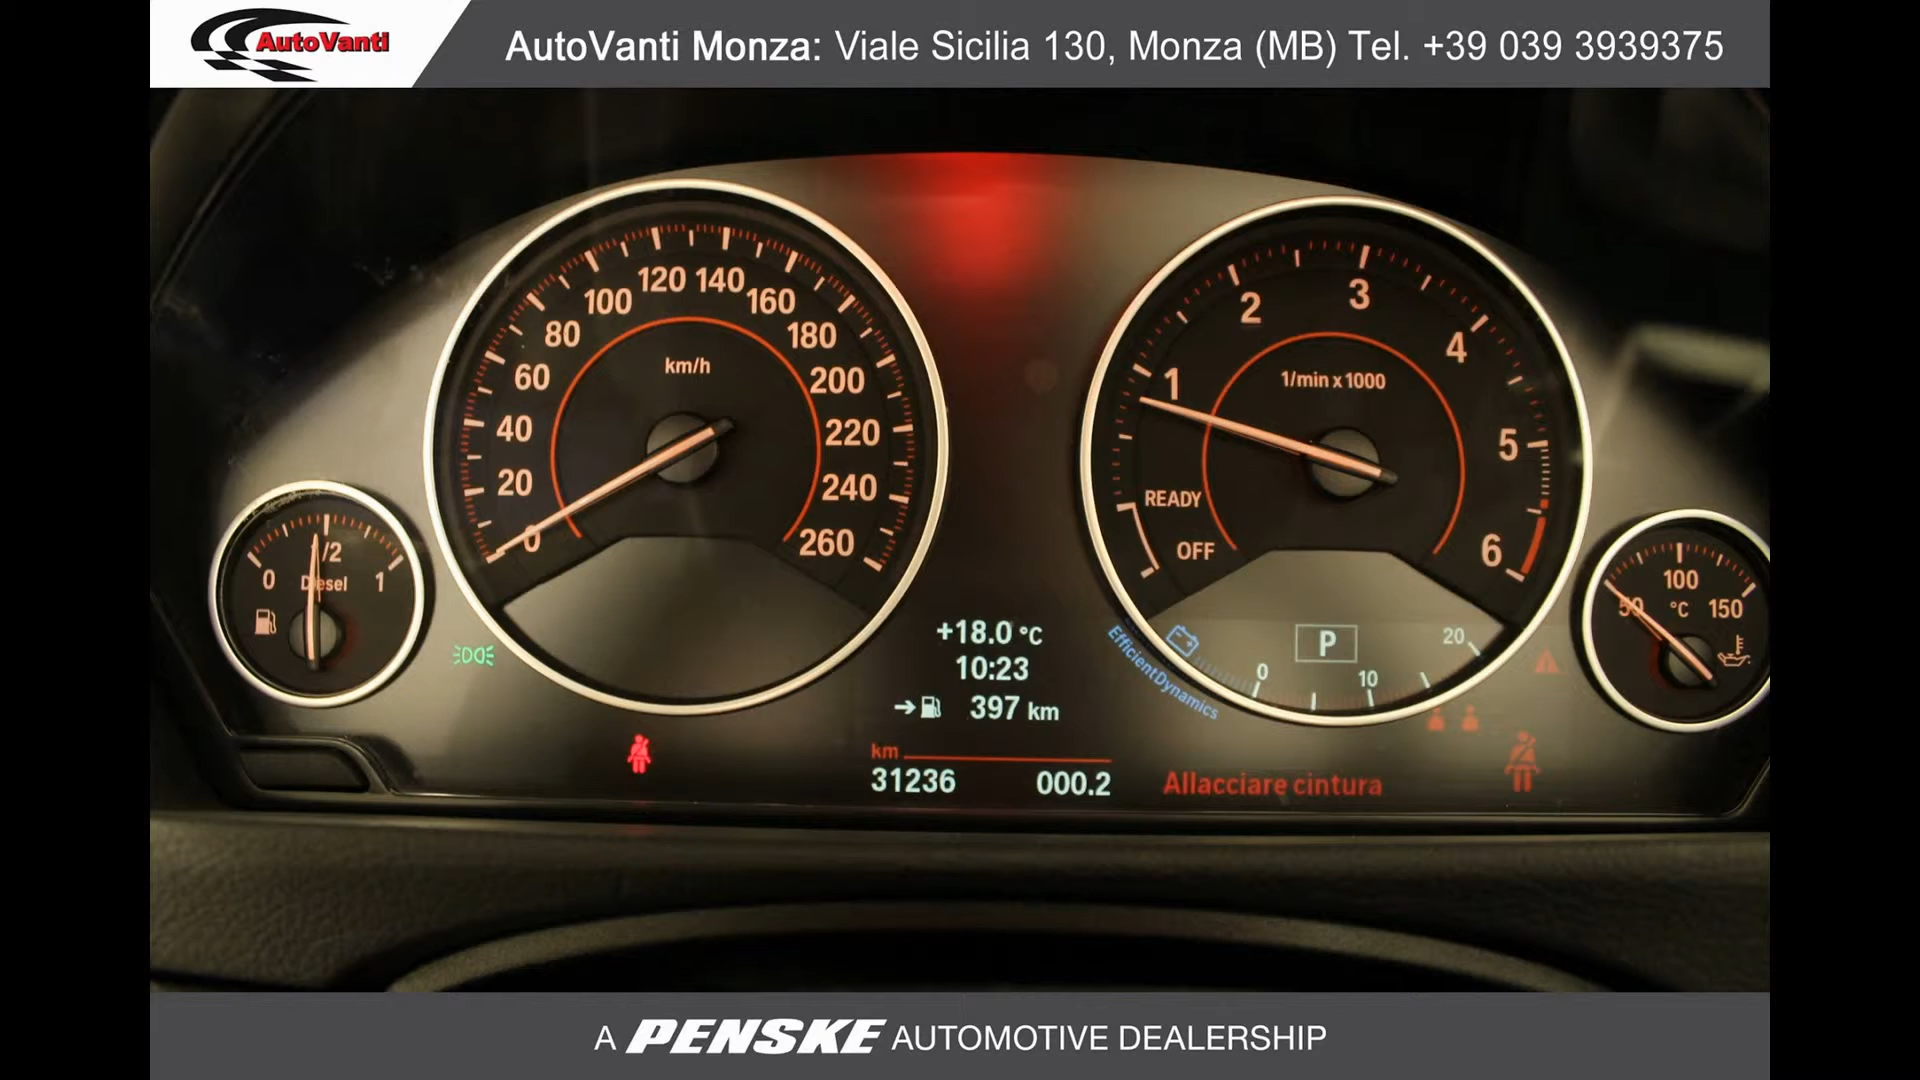 AutoVanti
AutoVanti Monza: Viale Sicilia 130, Monza (MB) Tel. +39 039 3939375
0 20 40 60 80 100 120 140 160 180 200 220 240 260
km/h
OFF READY 1 2 3 4 5 6
1/min x 1000
0 1/2 1
Diesel
50 100 150
°C
+18.0 °C
10:23
➔ 397 km
km
31236 000.2
EfficientDynamics
P
0 10 20
Allacciare cintura
A PENSKE AUTOMOTIVE DEALERSHIP